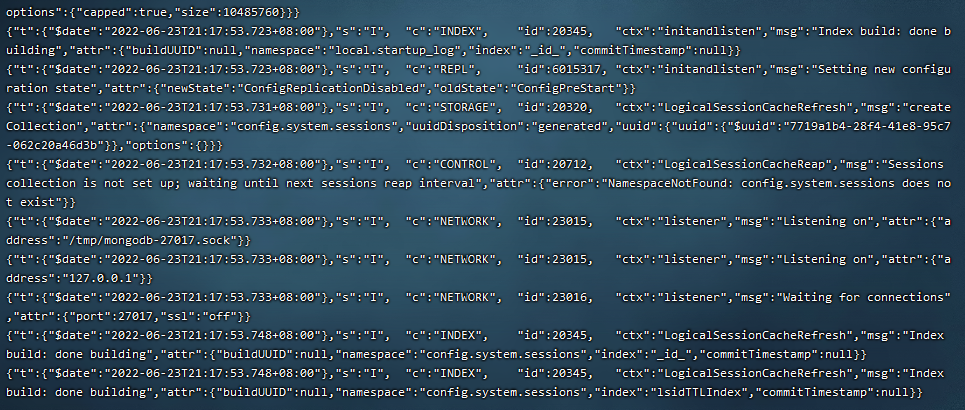 options":{"capped":true,"size":10485760}}}
{"t":{"$date":"2022-06-23T21:17:53.723+08:00"},"s":"I",  "c":"INDEX",    "id":20345,   "ctx":"initandlisten","msg":"Index build: done b
uilding","attr":{"buildUUID":null,"namespace":"local.startup_log","index":"_id_","commitTimestamp":null}}
{"t":{"$date":"2022-06-23T21:17:53.723+08:00"},"s":"I",  "c":"REPL",     "id":6015317, "ctx":"initandlisten","msg":"Setting new configu
ration state","attr":{"newState":"ConfigReplicationDisabled","oldState":"ConfigPreStart"}}
{"t":{"$date":"2022-06-23T21:17:53.731+08:00"},"s":"I",  "c":"STORAGE",  "id":20320,   "ctx":"LogicalSessionCacheRefresh","msg":"create
Collection","attr":{"namespace":"config.system.sessions","uuidDisposition":"generated","uuid":{"uuid":{"$uuid":"7719a1b4-28f4-41e8-95c7
-062c20a46d3b"}},"options":{}}}
{"t":{"$date":"2022-06-23T21:17:53.732+08:00"},"s":"I",  "c":"CONTROL",  "id":20712,   "ctx":"LogicalSessionCacheReap","msg":"Sessions
collection is not set up; waiting until next sessions reap interval","attr":{"error":"NamespaceNotFound: config.system.sessions does no
t exist"}}
{"t":{"$date":"2022-06-23T21:17:53.733+08:00"},"s":"I",  "c":"NETWORK",  "id":23015,   "ctx":"listener","msg":"Listening on","attr":{"a
ddress":"/tmp/mongodb-27017.sock"}}
{"t":{"$date":"2022-06-23T21:17:53.733+08:00"},"s":"I",  "c":"NETWORK",  "id":23015,   "ctx":"listener","msg":"Listening on","attr":{"a
ddress":"127.0.0.1"}}
{"t":{"$date":"2022-06-23T21:17:53.733+08:00"},"s":"I",  "c":"NETWORK",  "id":23016,   "ctx":"listener","msg":"Waiting for connections"
,"attr":{"port":27017,"ssl":"off"}}
{"t":{"$date":"2022-06-23T21:17:53.748+08:00"},"s":"I",  "c":"INDEX",    "id":20345,   "ctx":"LogicalSessionCacheRefresh","msg":"Index
build: done building","attr":{"buildUUID":null,"namespace":"config.system.sessions","index":"_id_","commitTimestamp":null}}
{"t":{"$date":"2022-06-23T21:17:53.748+08:00"},"s":"I",  "c":"INDEX",    "id":20345,   "ctx":"LogicalSessionCacheRefresh","msg":"Index
build: done building","attr":{"buildUUID":null,"namespace":"config.system.sessions","index":"lsidTTLIndex","commitTimestamp":null}}